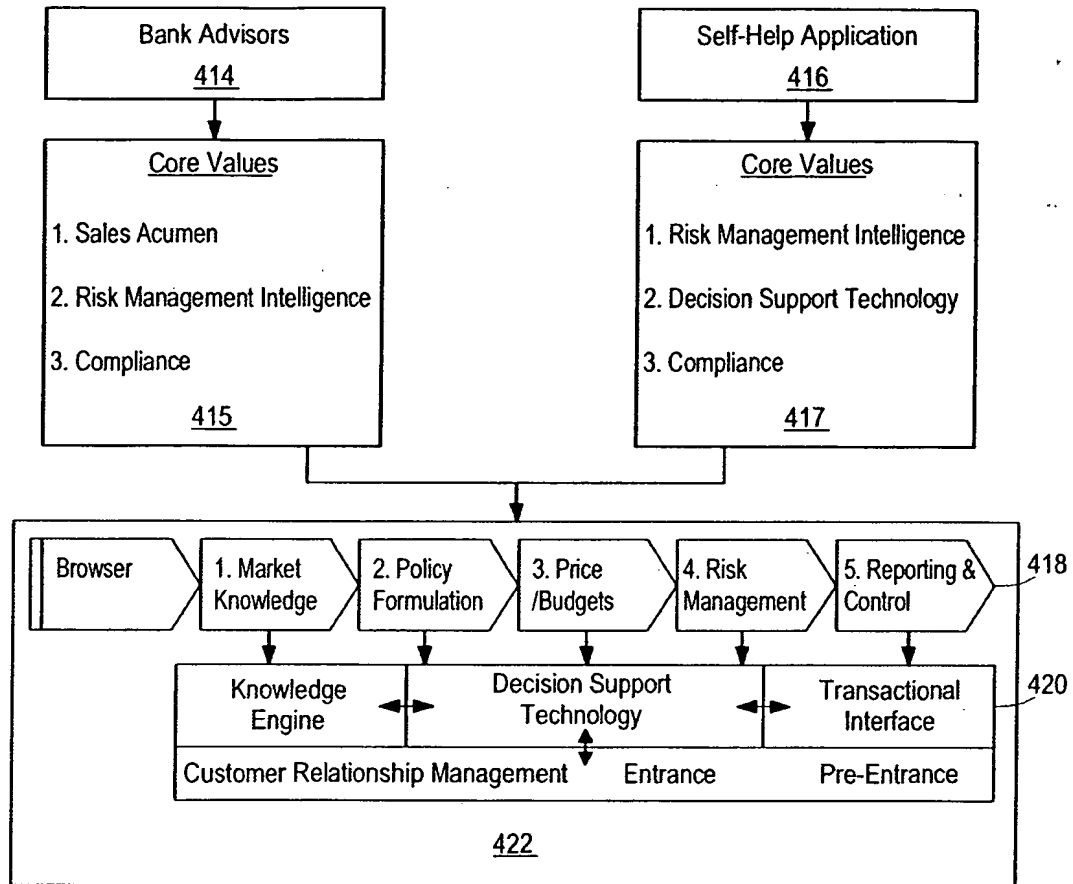 Bank Advisors
414
Self-Help Application
416
Core Values
1. Sales Acumen
2. Risk Management Intelligence
3. Compliance
415
Core Values
1. Risk Management Intelligence
2. Decision Support Technology
3. Compliance
417
Browser
1. Market
Knowledge
2. Policy
Formulation
3. Price
/Budgets
4. Risk
Management
5. Reporting &
Control
418
Knowledge
Engine
Decision Support
Technology
Transactional
Interface
420
Customer Relationship Management
Entrance
Pre-Entrance
422